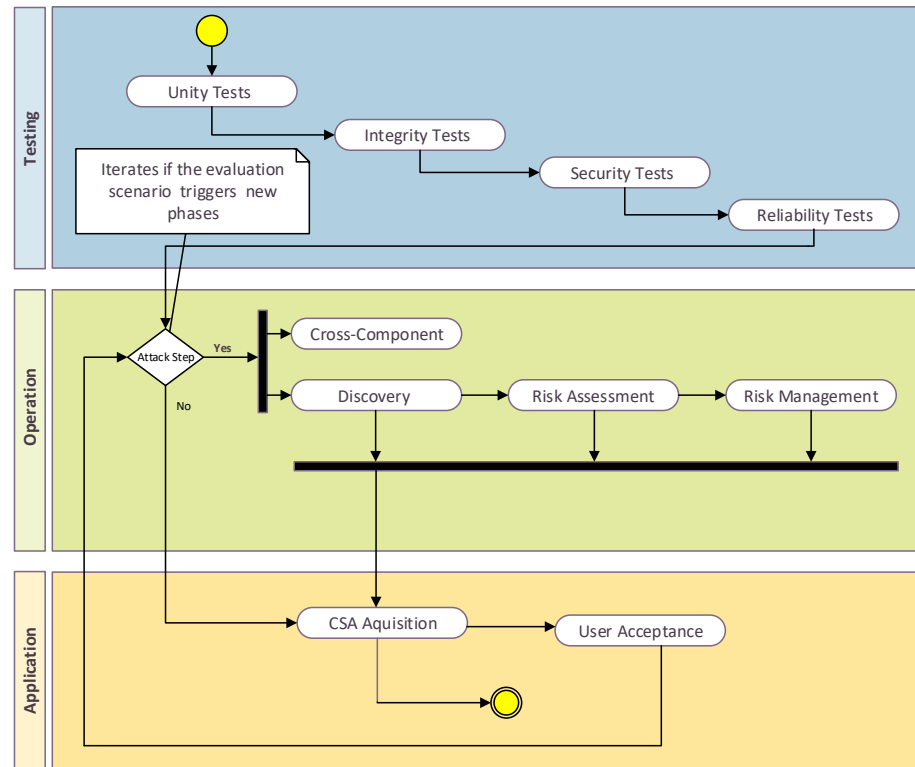 Testing
Unity Tests
Integrity Tests
Iterates if the evaluation
scenario triggers new
phases
Security Tests
Reliability Tests
Operation
Cross-Component
Attack Step
Yes
No
Discovery
Risk Assessment
Risk Management
Application
CSA Aquisition
User Acceptance